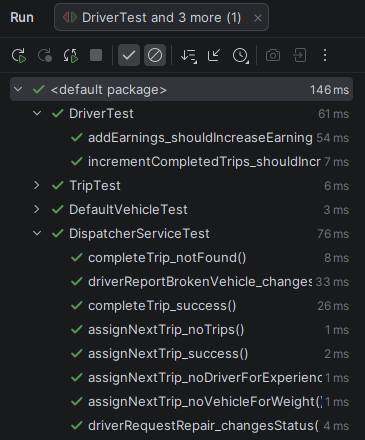 Run DriverTest and 3 more (1)
<default package> 146 ms
DriverTest 61 ms
addEarnings_shouldIncreaseEarning 54 ms
incrementCompletedTrips_shouldIncr 7 ms
TripTest 6 ms
DefaultVehicleTest 3 ms
DispatcherServiceTest 76 ms
completeTrip_notFound() 8 ms
driverReportBrokenVehicle_changes 33 ms
completeTrip_success() 26 ms
assignNextTrip_noTrips() 1 ms
assignNextTrip_success() 2 ms
assignNextTrip_noDriverForExperienc 1 ms
assignNextTrip_noVehicleForWeight() 1 ms
driverRequestRepair_changesStatus( 4 ms